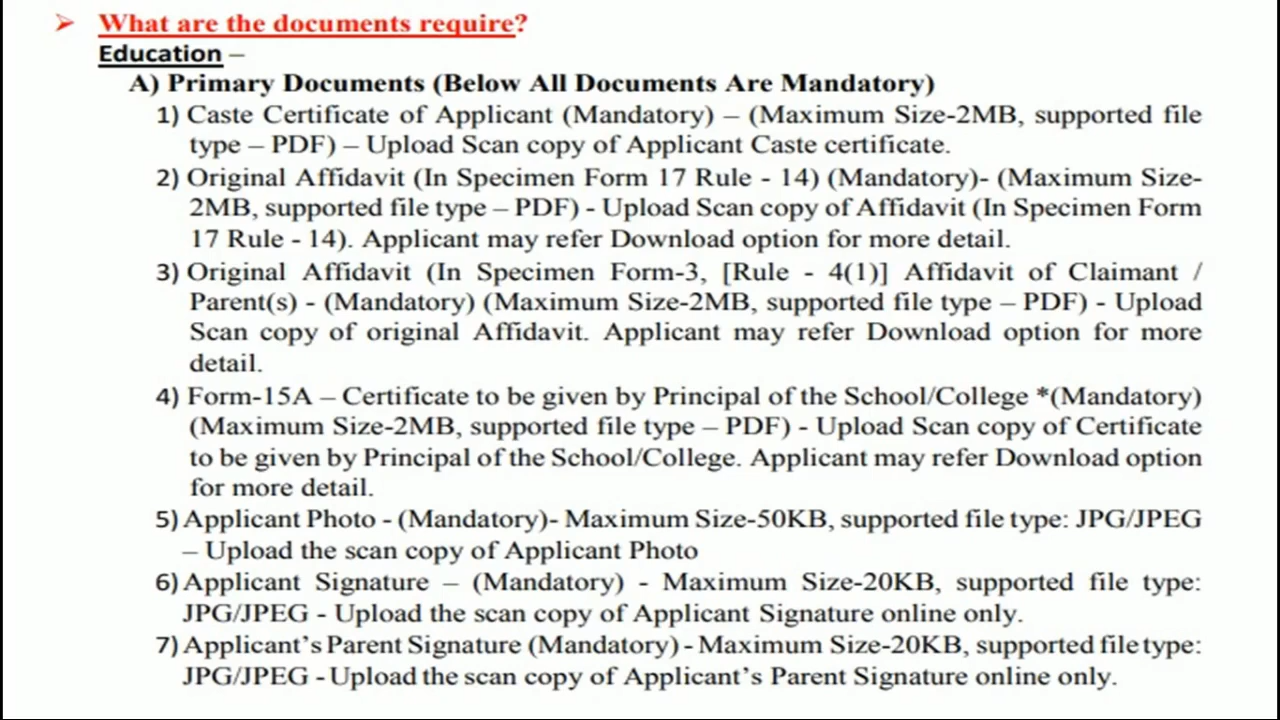 ➢ What are the documents require?
Education –
A) Primary Documents (Below All Documents Are Mandatory)
1) Caste Certificate of Applicant (Mandatory) – (Maximum Size-2MB, supported file
type – PDF) – Upload Scan copy of Applicant Caste certificate.
2) Original Affidavit (In Specimen Form 17 Rule - 14) (Mandatory)- (Maximum Size-
2MB, supported file type – PDF) - Upload Scan copy of Affidavit (In Specimen Form
17 Rule - 14). Applicant may refer Download option for more detail.
3) Original Affidavit (In Specimen Form-3, [Rule - 4(1)] Affidavit of Claimant /
Parent(s) - (Mandatory) (Maximum Size-2MB, supported file type – PDF) - Upload
Scan copy of original Affidavit. Applicant may refer Download option for more
detail.
4) Form-15A – Certificate to be given by Principal of the School/College *(Mandatory)
(Maximum Size-2MB, supported file type – PDF) - Upload Scan copy of Certificate
to be given by Principal of the School/College. Applicant may refer Download option
for more detail.
5) Applicant Photo - (Mandatory)- Maximum Size-50KB, supported file type: JPG/JPEG
– Upload the scan copy of Applicant Photo
6) Applicant Signature – (Mandatory) - Maximum Size-20KB, supported file type:
JPG/JPEG - Upload the scan copy of Applicant Signature online only.
7) Applicant’s Parent Signature (Mandatory) - Maximum Size-20KB, supported file type:
JPG/JPEG - Upload the scan copy of Applicant’s Parent Signature online only.